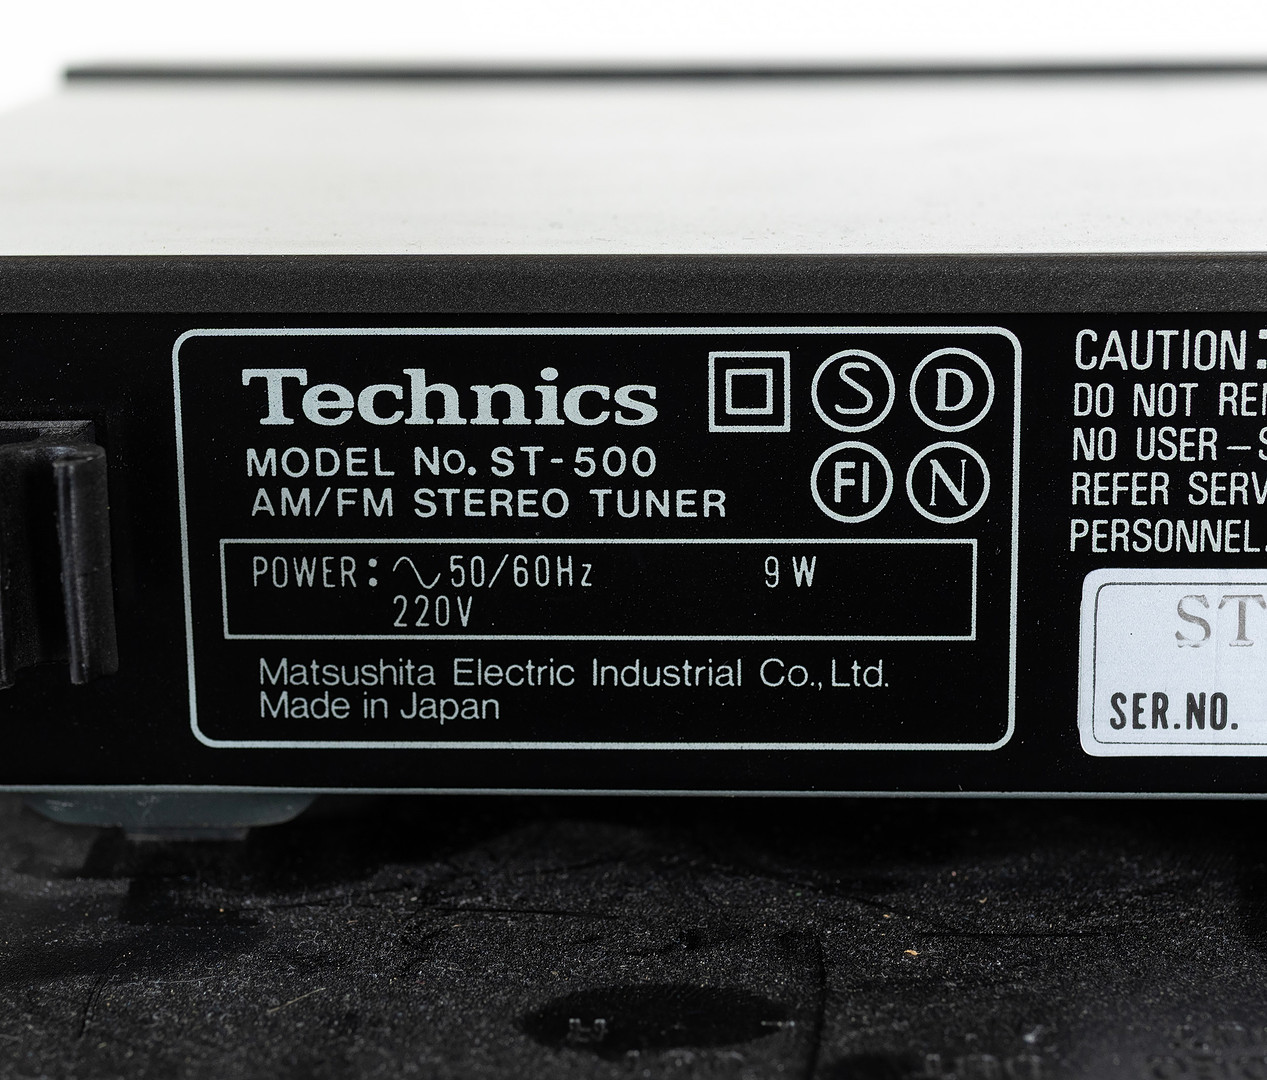 Technics
S D
MODEL No. ST-500
FI N
AM/FM STEREO TUNER
POWER: ∿ 50/60Hz 9 W
220V
Matsushita Electric Industrial Co., Ltd.
Made in Japan
CAUTION:
DO NOT REM
NO USER-S
REFER SERV
PERSONNEL.
ST
SER.NO.